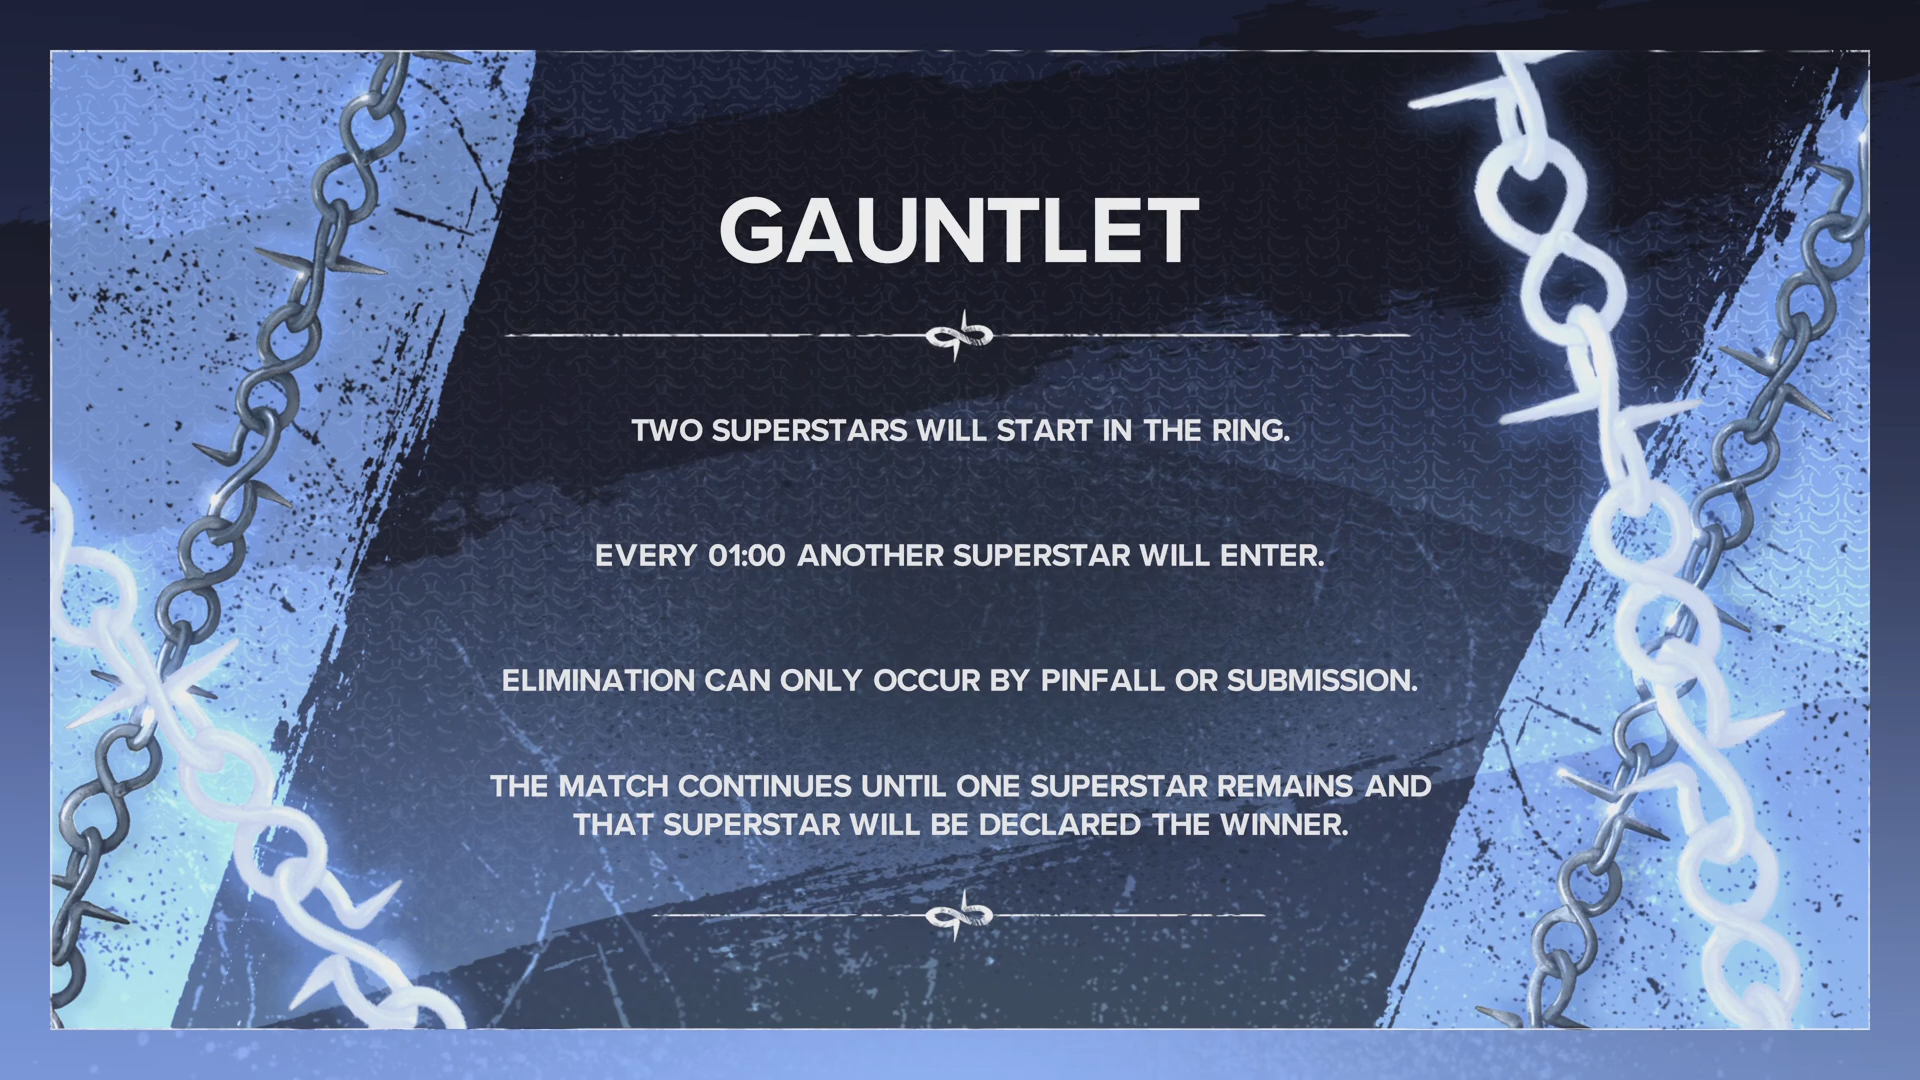 GAUNTLET
TWO SUPERSTARS WILL START IN THE RING.
EVERY 01:00 ANOTHER SUPERSTAR WILL ENTER.
ELIMINATION CAN ONLY OCCUR BY PINFALL OR SUBMISSION.
THE MATCH CONTINUES UNTIL ONE SUPERSTAR REMAINS AND
THAT SUPERSTAR WILL BE DECLARED THE WINNER.